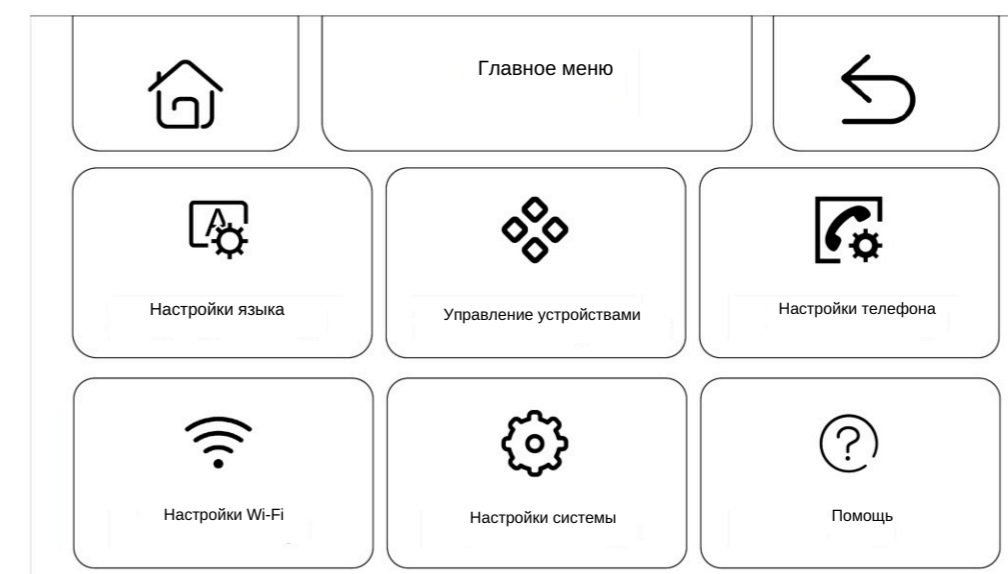 Главное меню
Настройки языка
Управление устройствами
Настройки телефона
Настройки Wi-Fi
Настройки системы
Помощь